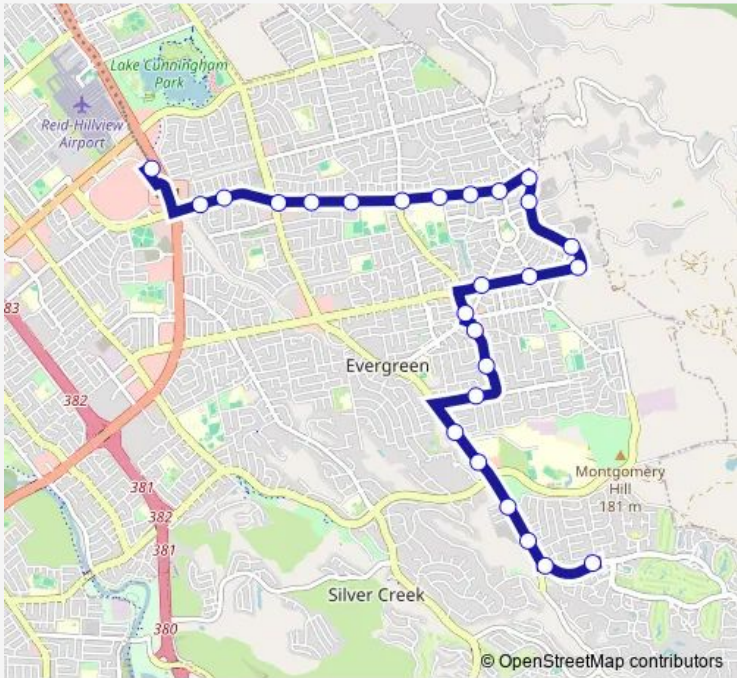 Lake Cunningham
Park
Reid-Hillview
Airport
383
Evergreen
382
381
382
381
380
Montgomery
Hill
181 m
Silver Creek
© OpenStreetMap contributors